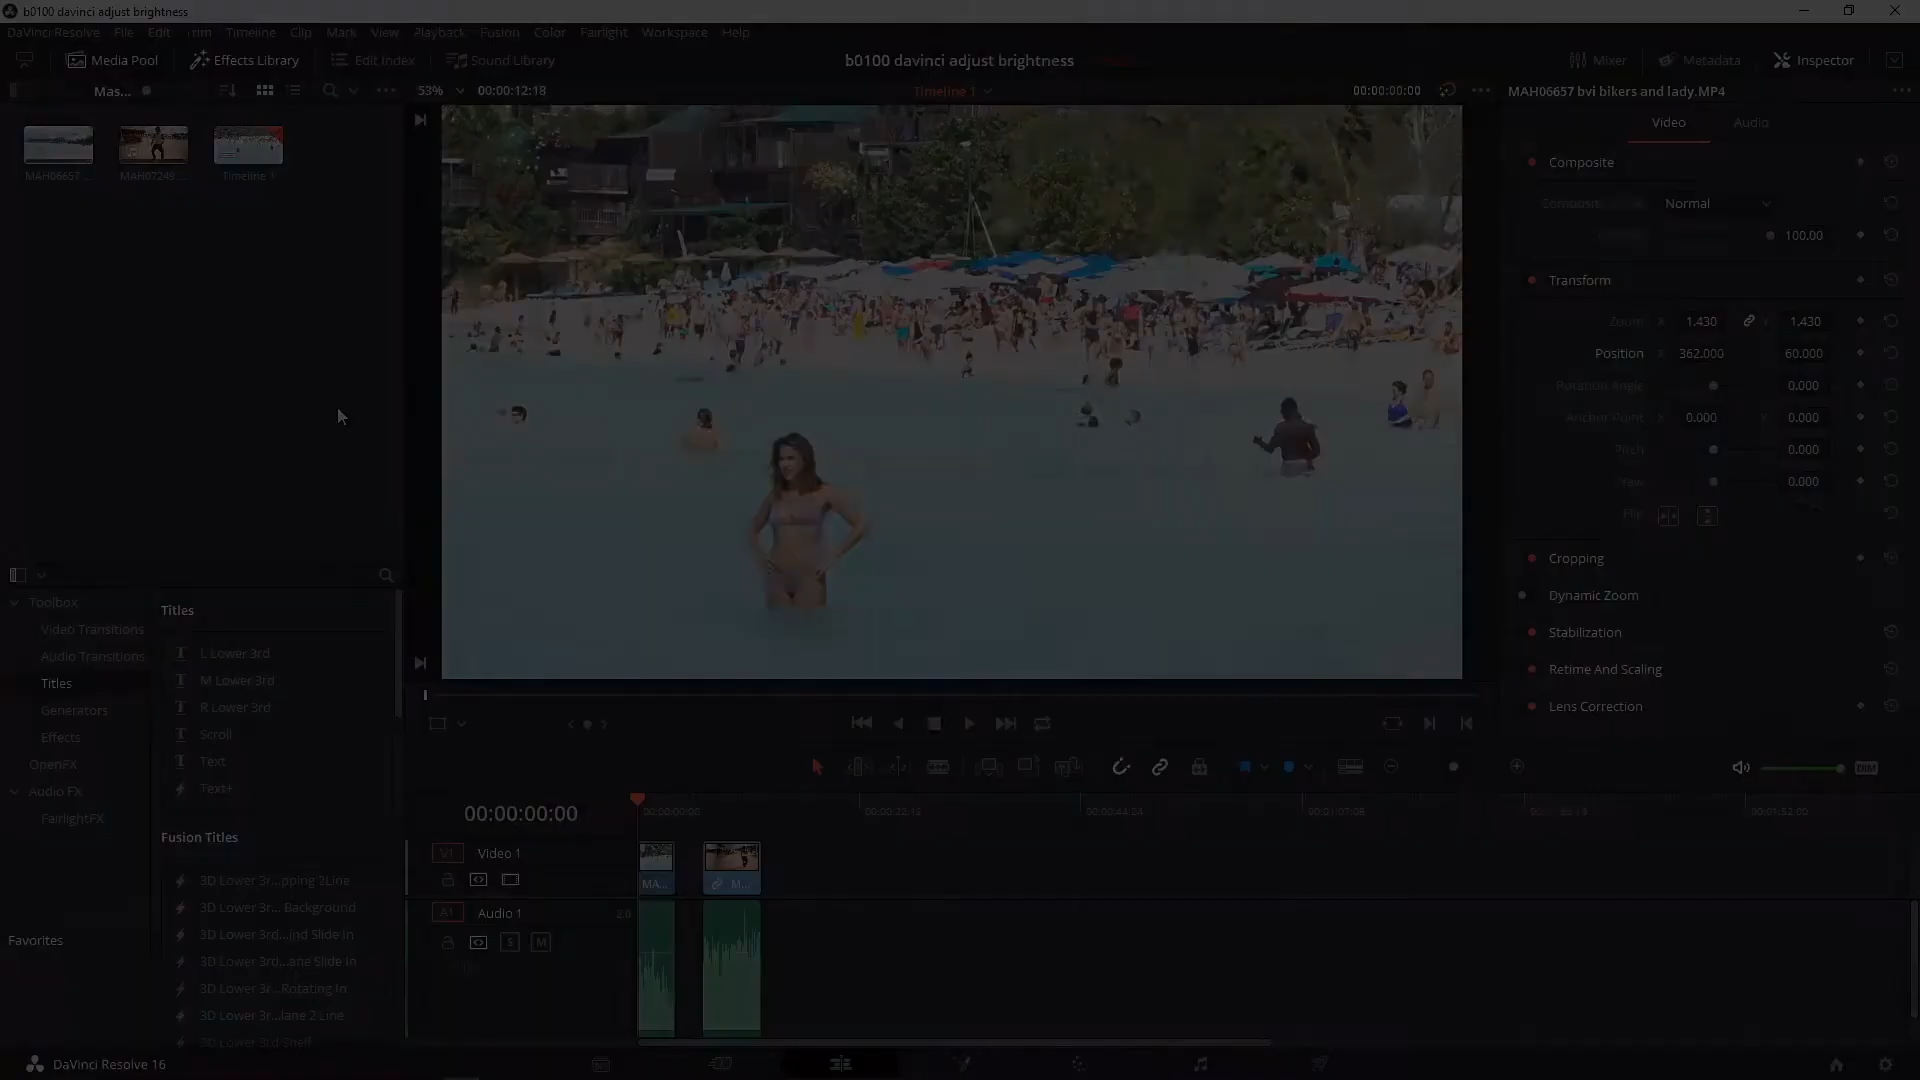 b0100 davinci adjust brightness
DaVinci Resolve File Edit Trim Timeline Clip Mark View Playback Fusion Color Fairlight Workspace Help
Media Pool Effects Library Edit Index Sound Library b0100 davinci adjust brightness Mixer Metadata Inspector
Mas... 53% 00:00:12:18 Timeline 1 00:00:00:00 MAH06657 bvi bikers and lady.MP4
Video Audio
Composite
Normal
100.00
MAH06657 ... MAH07249 ... Timeline 1
Transform
Zoom X 1.430 Y 1.430
Position X 362.000 60.000
Rotation Angle 0.000
Anchor Point X 0.000 Y 0.000
Pitch 0.000
Yaw 0.000
Flip
Cropping
Dynamic Zoom
Stabilization
Retime And Scaling
Lens Correction
Toolbox
Video Transitions
Audio Transitions
Titles
Generators
Effects
OpenFX
Audio FX
FairlightFX
Favorites
Titles
L Lower 3rd
M Lower 3rd
R Lower 3rd
Scroll
Text
Text+
Fusion Titles
3D Lower 3r...pping 2Line
3D Lower 3r... Background
3D Lower 3rd...ind Slide In
3D Lower 3rd...ane Slide In
3D Lower 3r...Rotating In
3D Lower 3r...lane 2 Line
3D Lower 3rd Shelf
DIM
00:00:00:00 00:00:00:00 00:00:22:12 00:00:44:24 00:01:07:06 00:01:52:00
V1 Video 1
MA... M...
A1 Audio 1 2.0
S M
DaVinci Resolve 16